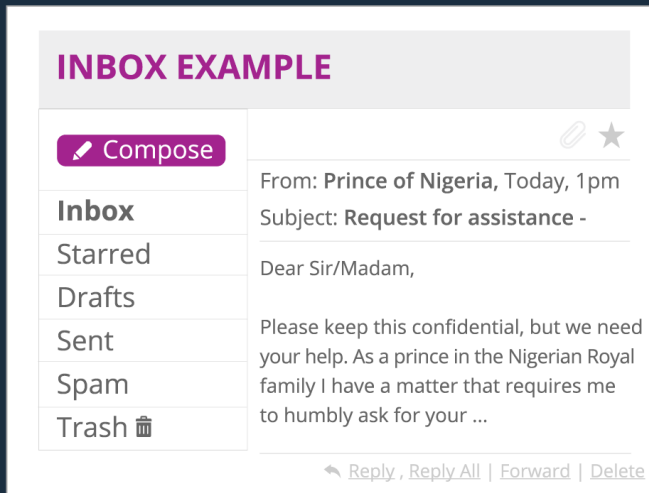 INBOX EXAMPLE
Compose
Inbox
Starred
Drafts
Sent
Spam
Trash
From: Prince of Nigeria, Today, 1pm
Subject: Request for assistance -
Dear Sir/Madam,
Please keep this confidential, but we need
your help. As a prince in the Nigerian Royal
family I have a matter that requires me
to humbly ask for your ...
Reply , Reply All | Forward | Delete